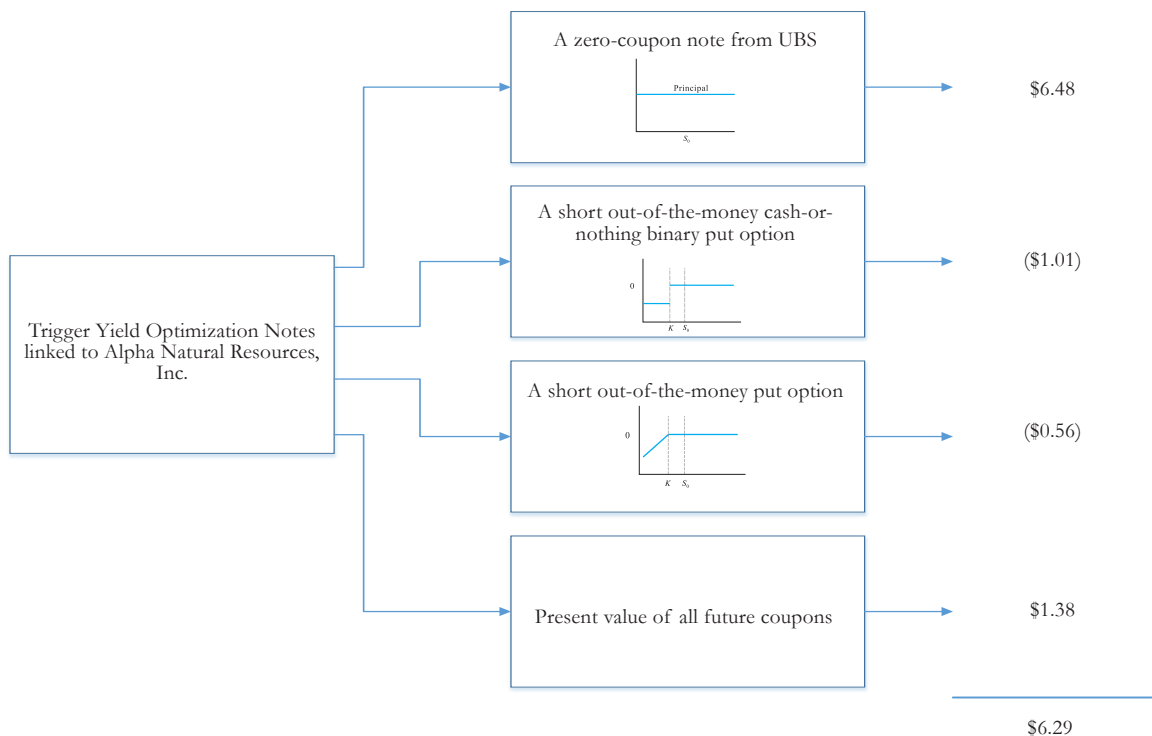 A zero-coupon note from UBS
Principal
S₀
$6.48
A short out-of-the-money cash-or-
nothing binary put option
0
K S₀
($1.01)
Trigger Yield Optimization Notes
linked to Alpha Natural Resources,
Inc.
A short out-of-the-money put option
0
K S₀
($0.56)
Present value of all future coupons
$1.38
$6.29